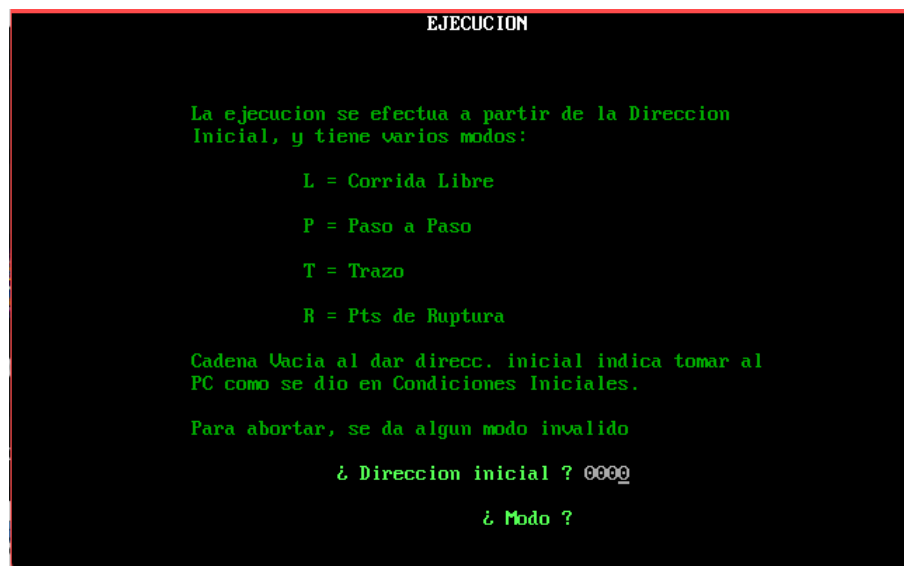 EJECUCION
La ejecucion se efectua a partir de la Direccion
Inicial, y tiene varios modos:
L = Corrida Libre
P = Paso a Paso
T = Trazo
R = Pts de Ruptura
Cadena Vacia al dar direcc. inicial indica tomar al
PC como se dio en Condiciones Iniciales.
Para abortar, se da algun modo invalido
¿ Direccion inicial ? 0000
¿ Modo ?